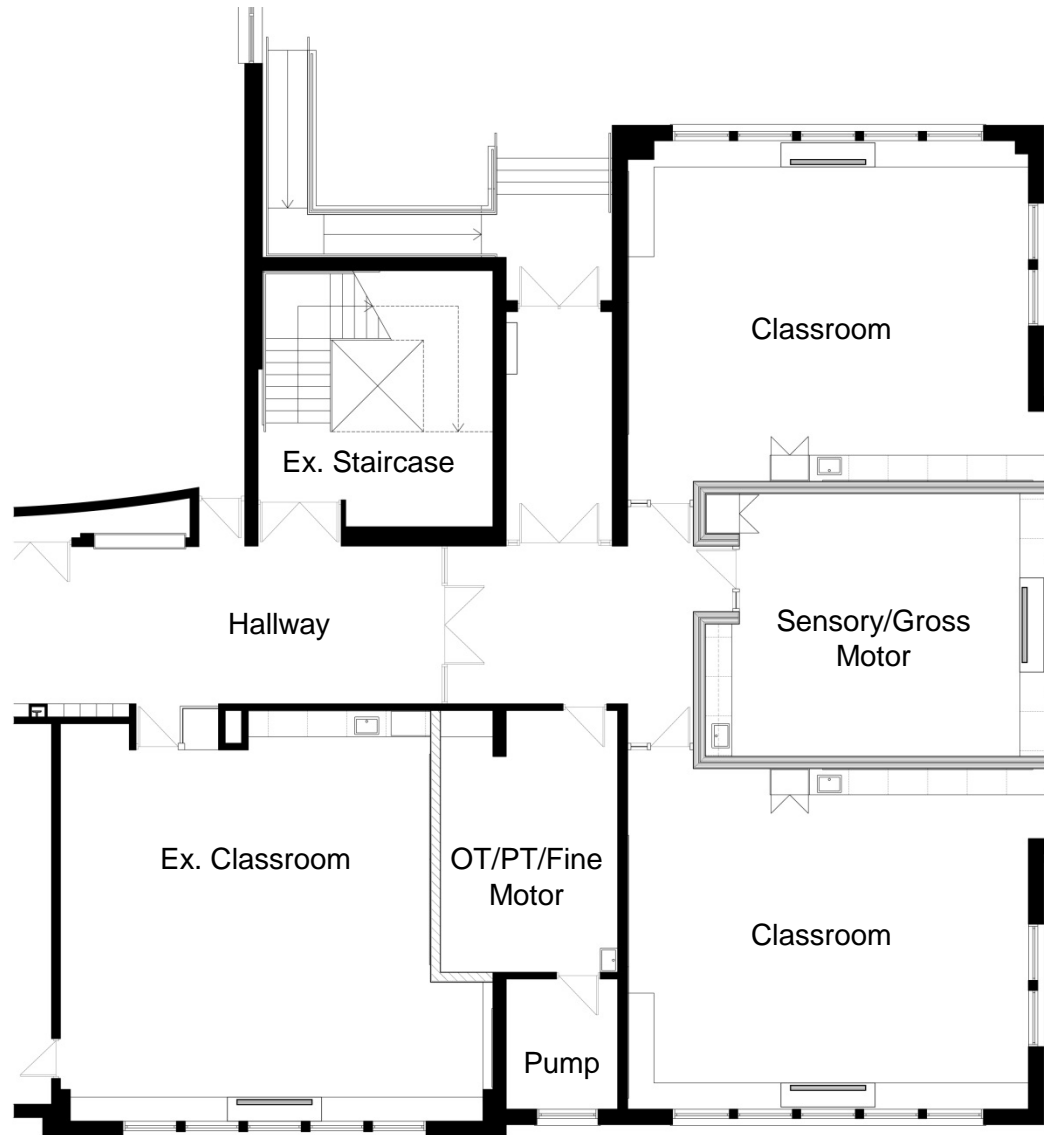 Classroom
Ex. Staircase
Hallway
Sensory/Gross
Motor
Ex. Classroom
OT/PT/Fine
Motor
Classroom
Pump